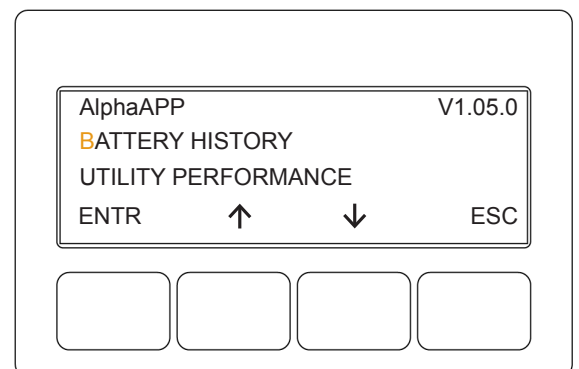 AlphaAPP V1.05.0
BATTERY HISTORY
UTILITY PERFORMANCE
ENTR ↑ ↓ ESC